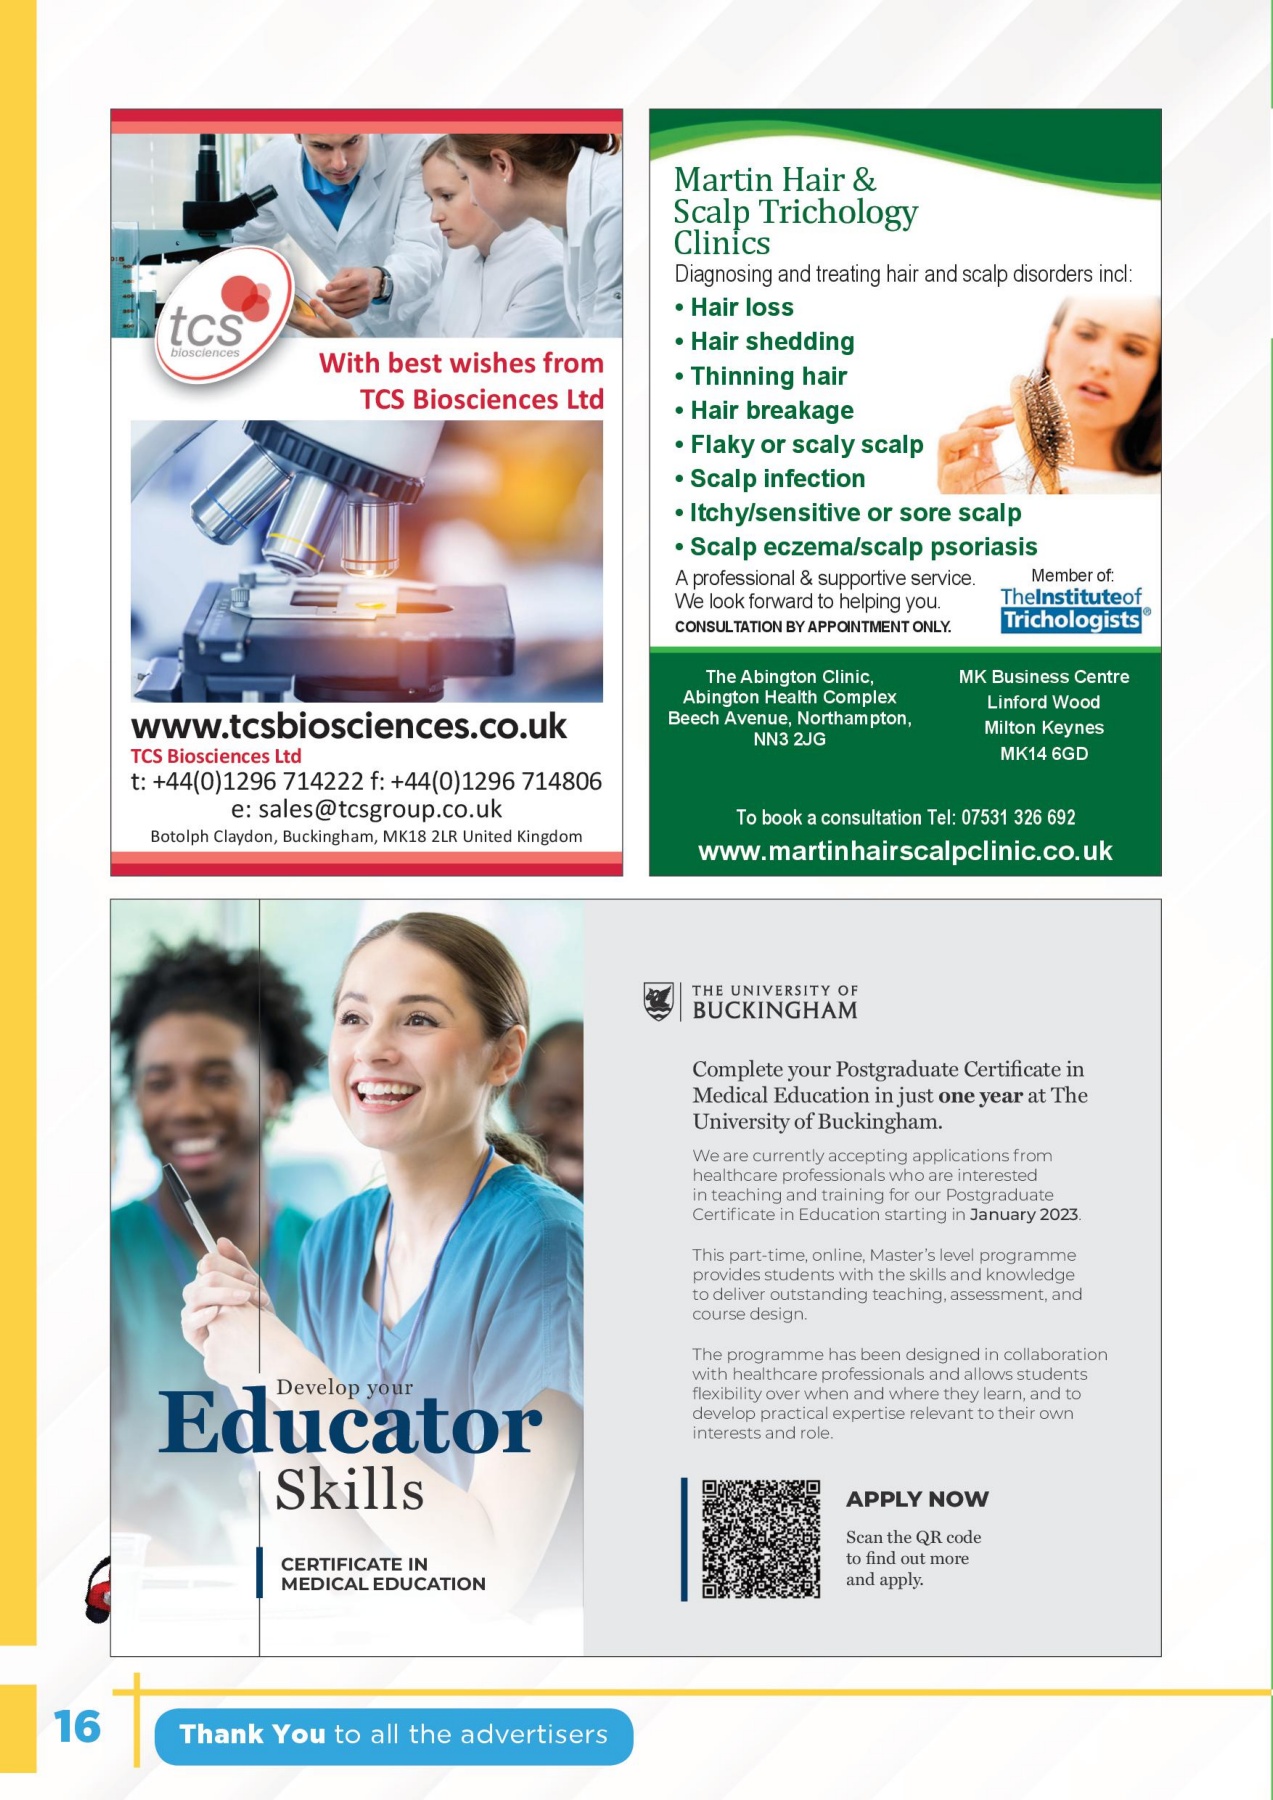 tcs
biosciences
With best wishes from
TCS Biosciences Ltd
www.tcsbiosciences.co.uk
TCS Biosciences Ltd
t: +44(0)1296 714222 f: +44(0)1296 714806
e: sales@tcsgroup.co.uk
Botolph Claydon, Buckingham, MK18 2LR United Kingdom
Martin Hair &
Scalp Trichology
Clinics
Diagnosing and treating hair and scalp disorders incl:
• Hair loss
• Hair shedding
• Thinning hair
• Hair breakage
• Flaky or scaly scalp
• Scalp infection
• Itchy/sensitive or sore scalp
• Scalp eczema/scalp psoriasis
A professional & supportive service.
We look forward to helping you.
CONSULTATION BY APPOINTMENT ONLY.
Member of:
TheInstituteof
Trichologists®
The Abington Clinic,
Abington Health Complex
Beech Avenue, Northampton,
NN3 2JG
MK Business Centre
Linford Wood
Milton Keynes
MK14 6GD
To book a consultation Tel: 07531 326 692
www.martinhairscalpclinic.co.uk
Develop your
Educator
Skills
CERTIFICATE IN
MEDICAL EDUCATION
THE UNIVERSITY OF
BUCKINGHAM
Complete your Postgraduate Certificate in
Medical Education in just one year at The
University of Buckingham.
We are currently accepting applications from
healthcare professionals who are interested
in teaching and training for our Postgraduate
Certificate in Education starting in January 2023.
This part-time, online, Master's level programme
provides students with the skills and knowledge
to deliver outstanding teaching, assessment, and
course design.
The programme has been designed in collaboration
with healthcare professionals and allows students
flexibility over when and where they learn, and to
develop practical expertise relevant to their own
interests and role.
APPLY NOW
Scan the QR code
to find out more
and apply.
16
Thank You to all the advertisers